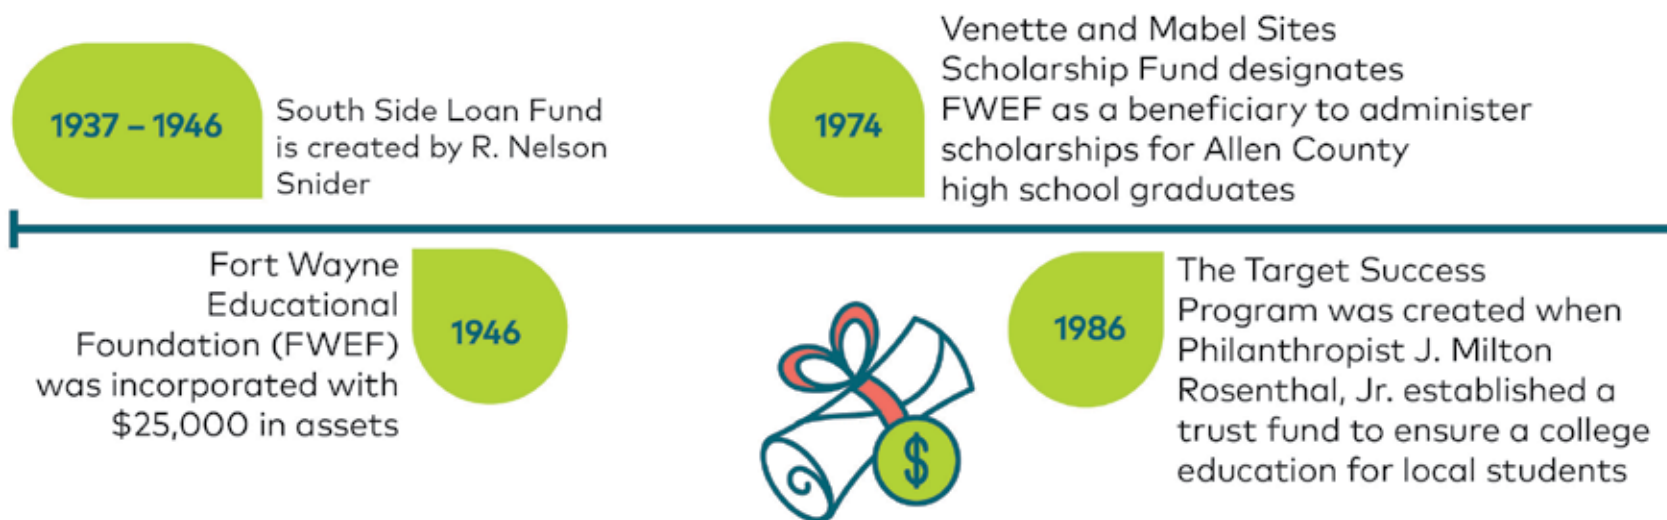 1937 – 1946
South Side Loan Fund
is created by R. Nelson
Snider
Fort Wayne
Educational
Foundation (FWEF)
was incorporated with
$25,000 in assets
1946
1974
Venette and Mabel Sites
Scholarship Fund designates
FWEF as a beneficiary to administer
scholarships for Allen County
high school graduates
$
1986
The Target Success
Program was created when
Philanthropist J. Milton
Rosenthal, Jr. established a
trust fund to ensure a college
education for local students